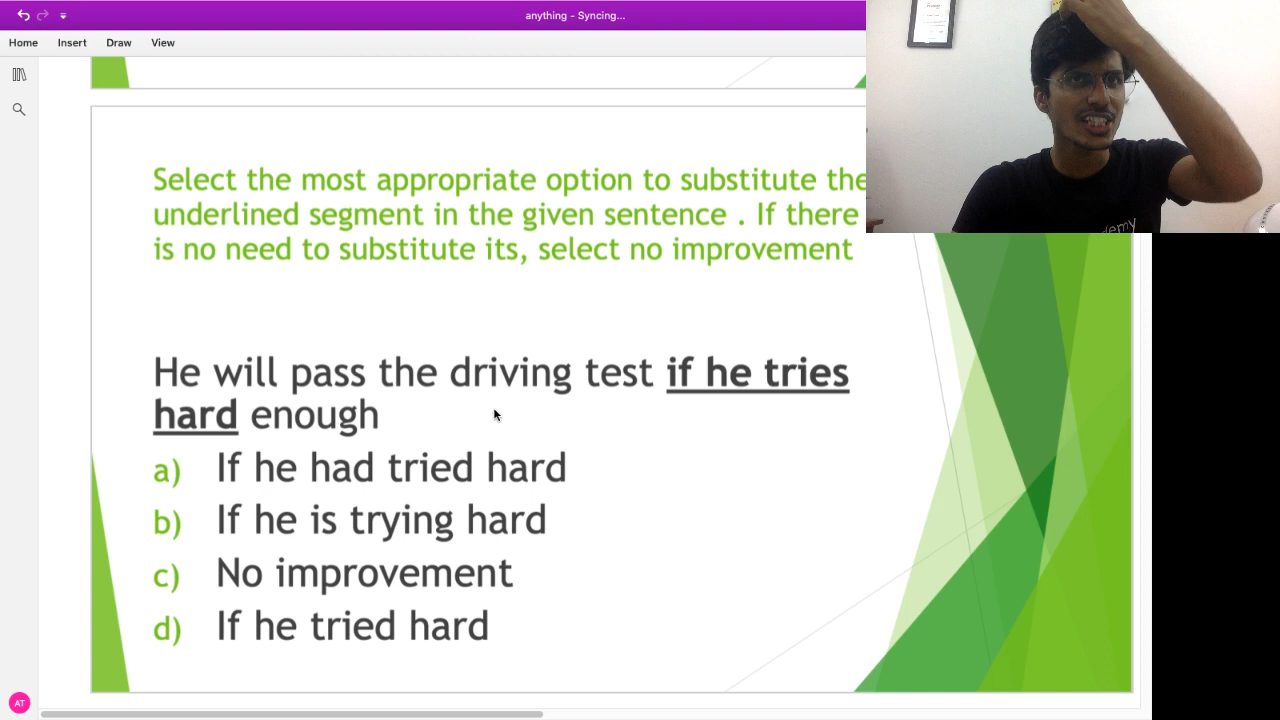 anything – Syncing...
Home Insert Draw View
Select the most appropriate option to substitute the
underlined segment in the given sentence . If there
is no need to substitute its, select no improvement
He will pass the driving test if he tries
hard enough
a) If he had tried hard
b) If he is trying hard
c) No improvement
d) If he tried hard
AT
demy